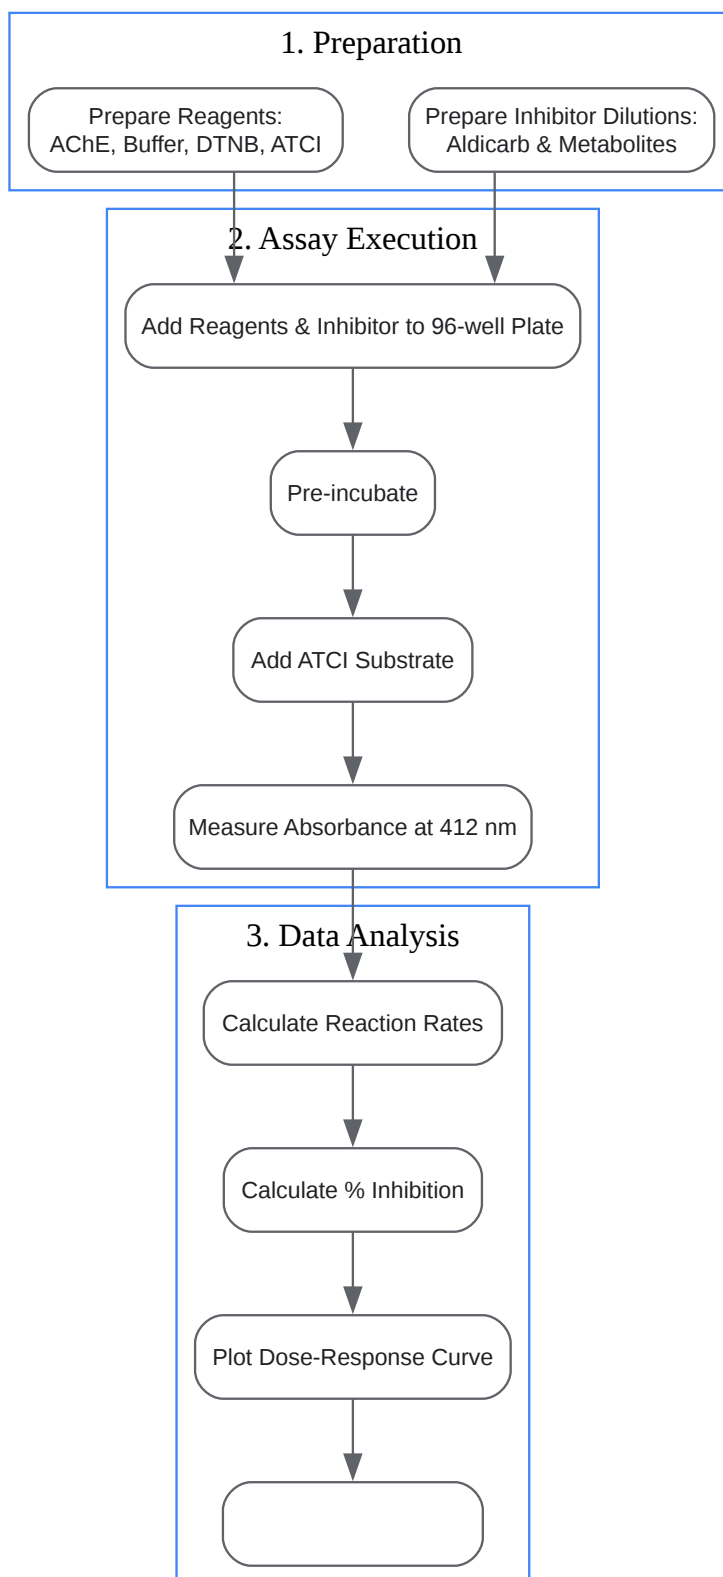 1. Preparation
Prepare Reagents:
AChE, Buffer, DTNB, ATCI
Prepare Inhibitor Dilutions:
Aldicarb & Metabolites
2. Assay Execution
Add Reagents & Inhibitor to 96-well Plate
Pre-incubate
Add ATCI Substrate
Measure Absorbance at 412 nm
3. Data Analysis
Calculate Reaction Rates
Calculate % Inhibition
Plot Dose-Response Curve